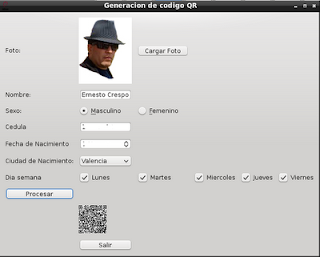 Generacion de codigo QR
Foto:
Cargar Foto
Nombre: Ernesto Crespo
Sexo: Masculino Femenino
Cedula
Fecha de Nacimiento
Ciudad de Nacimiento: Valencia
Dia semana Lunes Martes Miercoles Jueves Viernes
Procesar
Salir